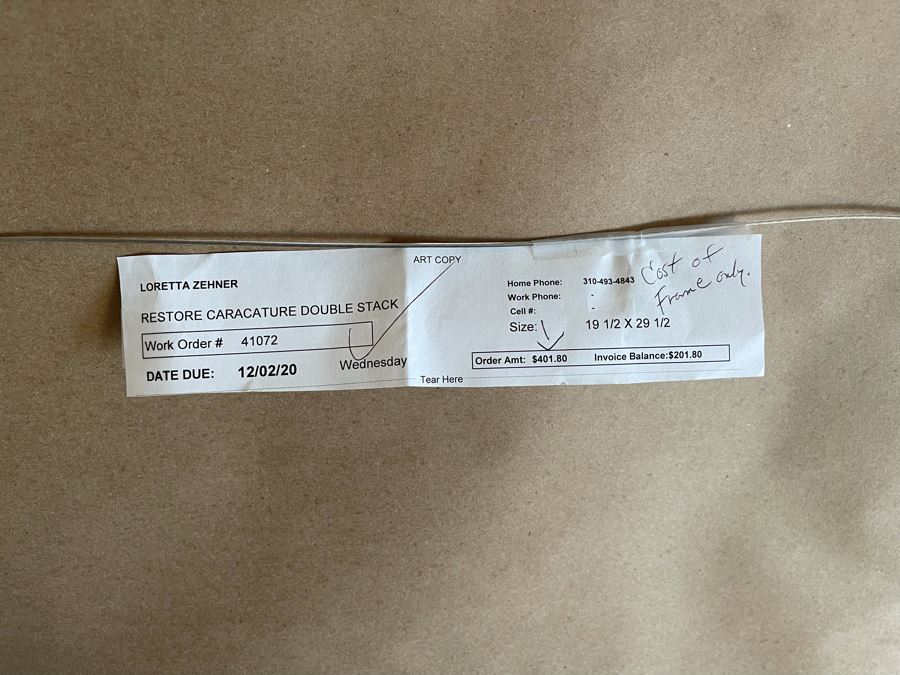 ART COPY
LORETTA ZEHNER
RESTORE CARACATURE DOUBLE STACK
Work Order # 41072
DATE DUE: 12/02/20 Wednesday
Tear Here
Home Phone: 310-493-4843
Work Phone: -
Cell #: -
Size: 19 1/2 X 29 1/2
Order Amt: $401.80 Invoice Balance:$201.80
Cost of
Frame only.